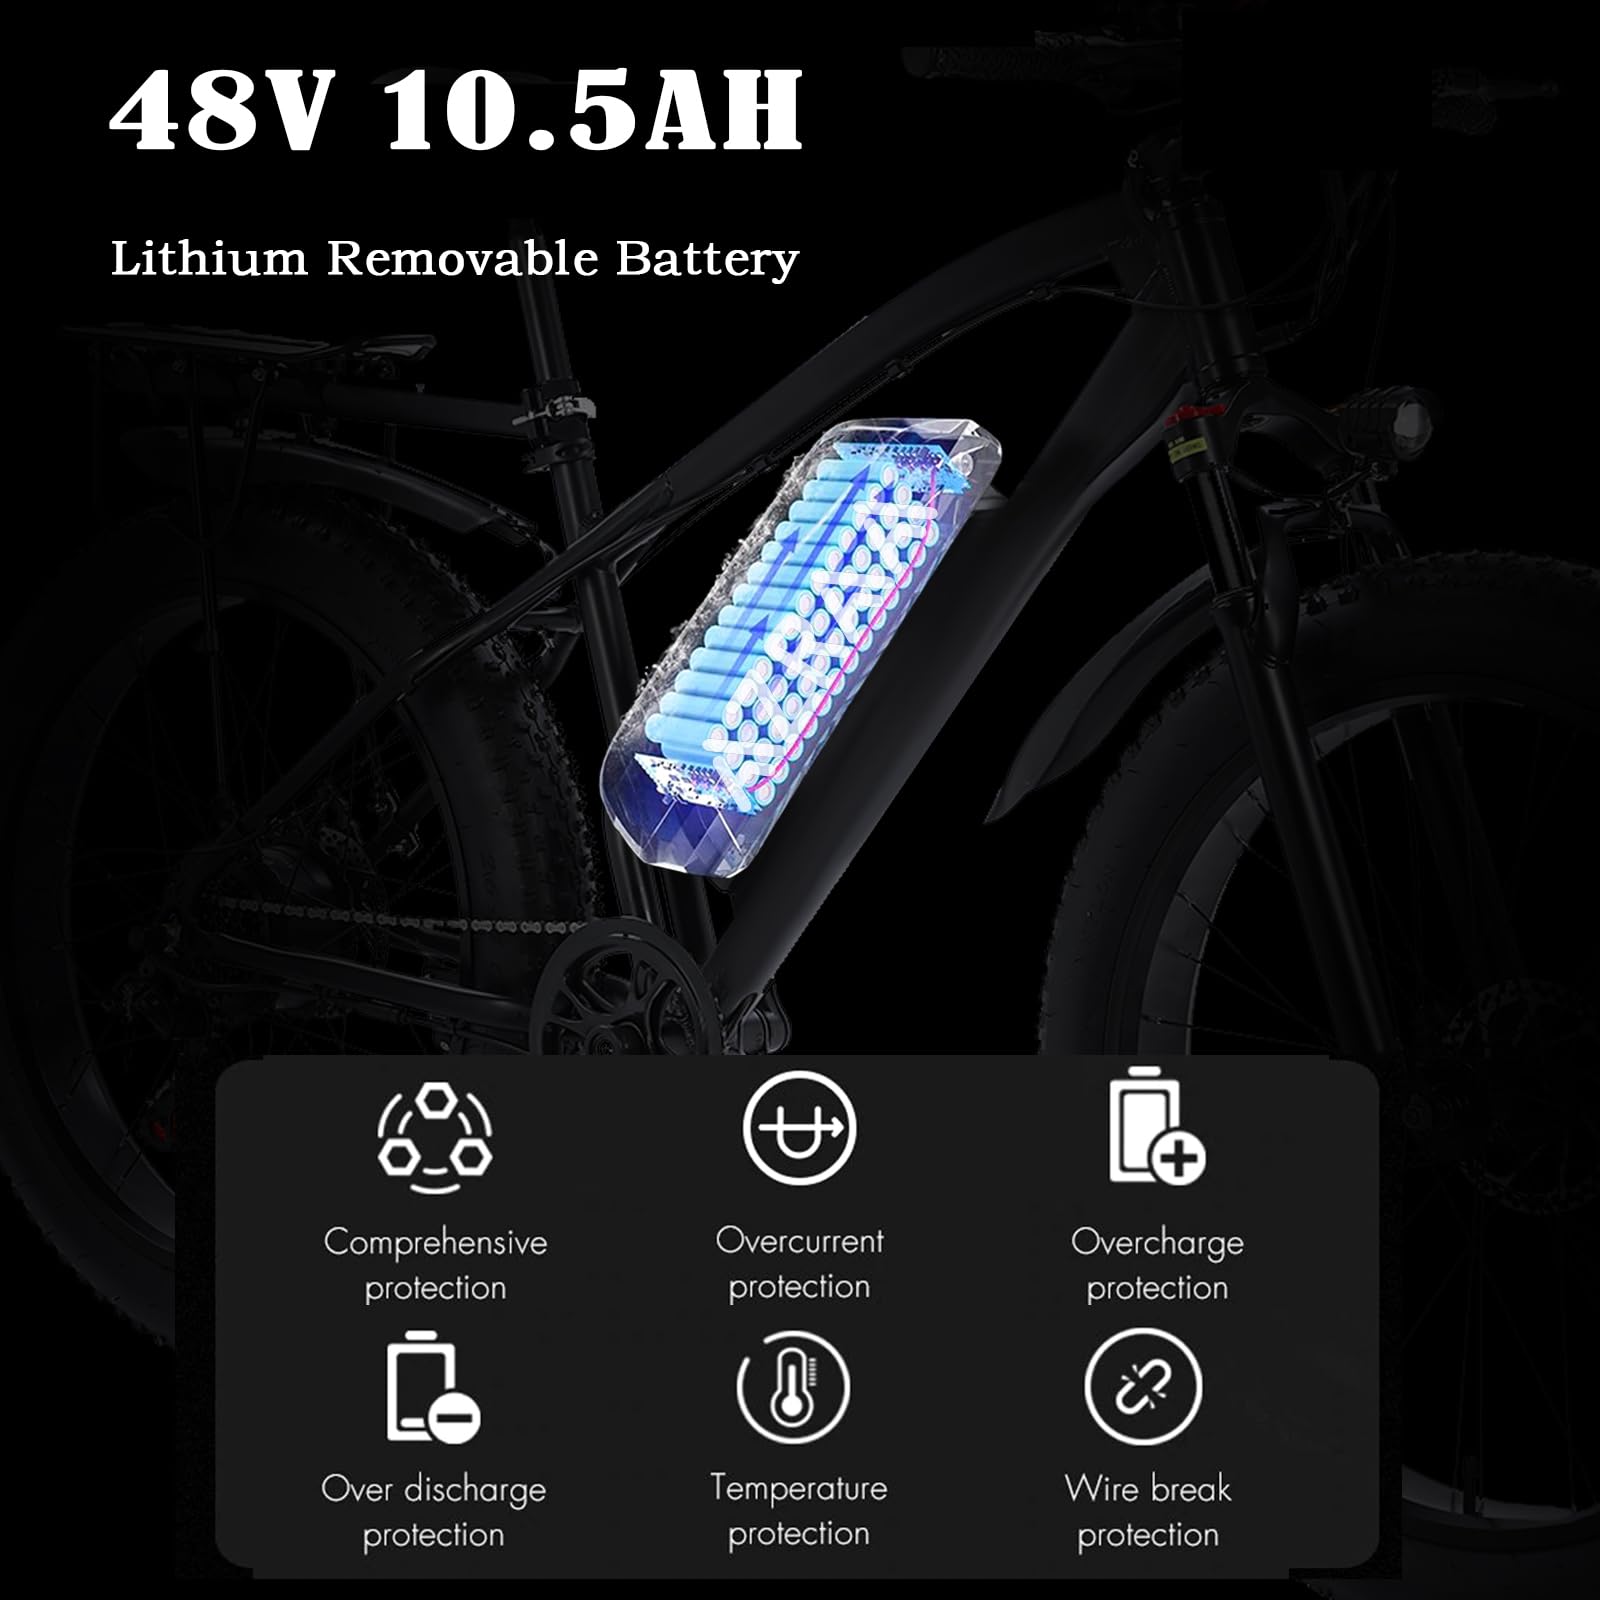 48V 10.5AH
Lithium Removable Battery
Comprehensive
protection
Overcurrent
protection
Overcharge
protection
Over discharge
protection
Temperature
protection
Wire break
protection